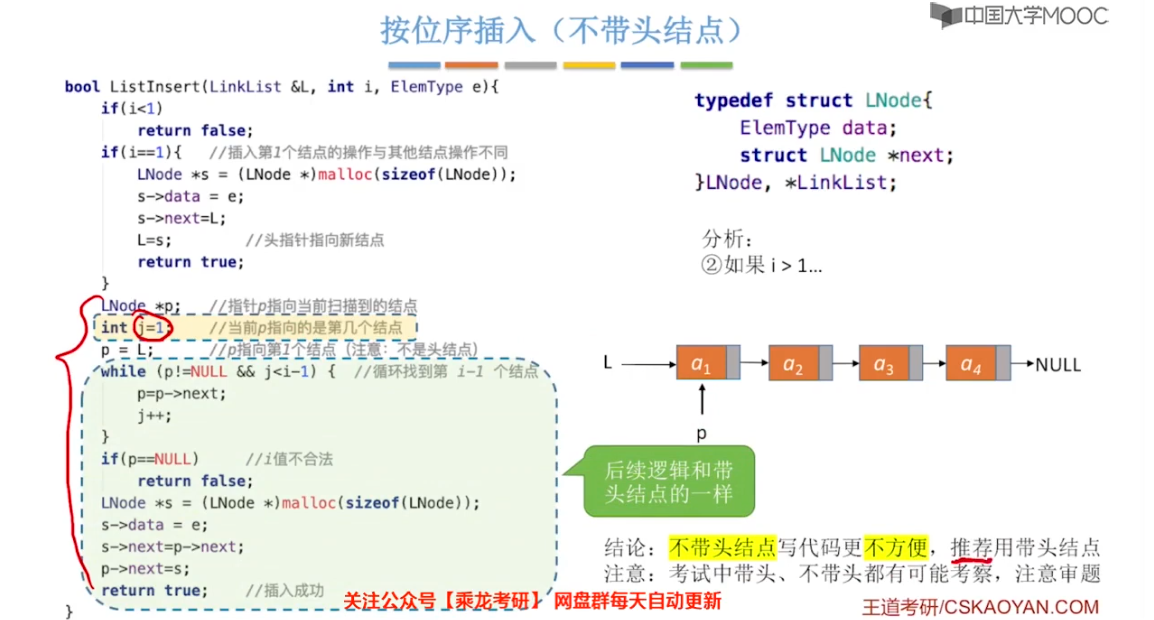 按位序插入（不带头结点）
中国大学MOOC
bool ListInsert(LinkList &L, int i, ElemType e){
if(i<1)
return false;
if(i==1){ //插入第1个结点的操作与其他结点操作不同
LNode *s = (LNode *)malloc(sizeof(LNode));
s->data = e;
s->next=L;
L=s; //头指针指向新结点
return true;
}
LNode *p; //指针p指向当前扫描到的结点
int j=1; //当前p指向的是第几个结点
p = L; //p指向第1个结点（注意：不是头结点）
while (p!=NULL && j<i-1) { //循环找到第 i-1 个结点
p=p->next;
j++;
}
if(p==NULL) //i值不合法
return false;
LNode *s = (LNode *)malloc(sizeof(LNode));
s->data = e;
s->next=p->next;
p->next=s;
return true; //插入成功
}
typedef struct LNode{
ElemType data;
struct LNode *next;
}LNode, *LinkList;
分析：
②如果 i > 1...
L a1 a2 a3 a4 NULL
p
后续逻辑和带
头结点的一样
结论：不带头结点写代码更不方便，推荐用带头结点
注意：考试中带头、不带头都有可能考察，注意审题
关注公众号【乘龙考研】 网盘群每天自动更新
王道考研/CSKAOYAN.COM